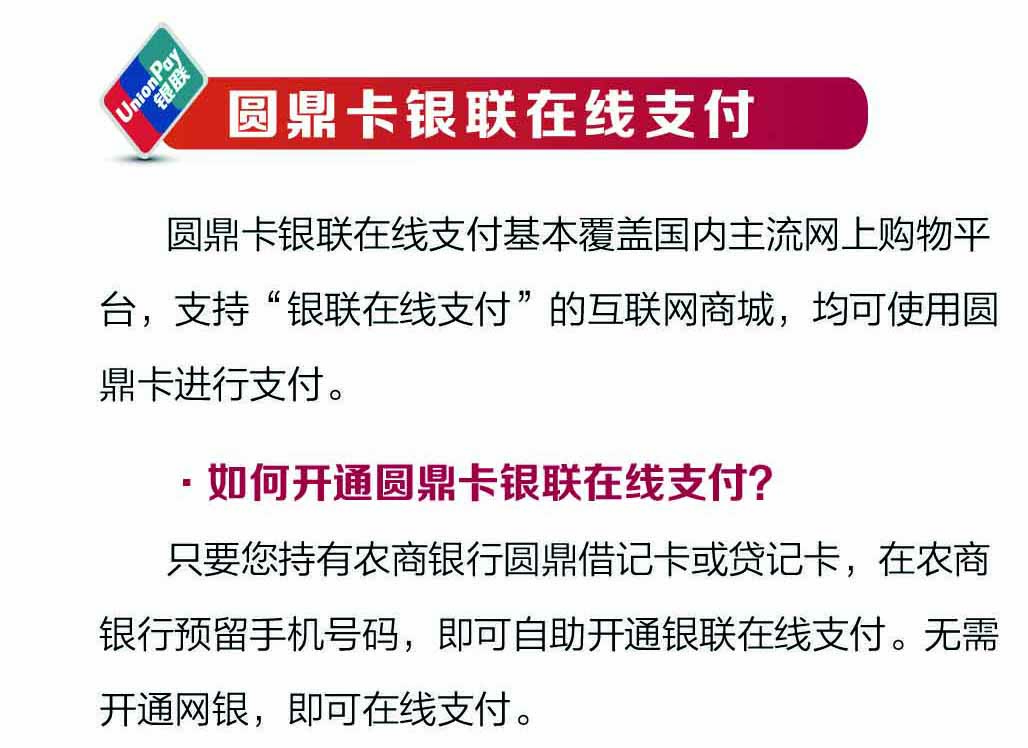 UnionPay
银联
圆鼎卡银联在线支付
圆鼎卡银联在线支付基本覆盖国内主流网上购物平
台，支持“银联在线支付”的互联网商城，均可使用圆
鼎卡进行支付。
·如何开通圆鼎卡银联在线支付？
只要您持有农商银行圆鼎借记卡或贷记卡，在农商
银行预留手机号码，即可自助开通银联在线支付。无需
开通网银，即可在线支付。